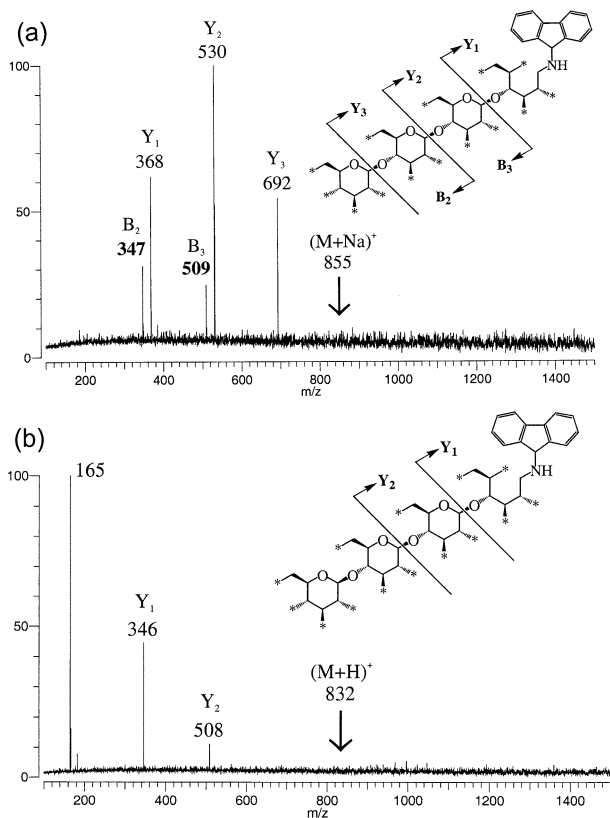 (a)
Y2
530
100
50
0
Y1
368
Y3
692
B2
347
B3
509
(M+Na)+
855
Y1
Y2
Y3
B3
B2
NH
O
O
O
O
O
O
* * * * * * * * * * * * *
200 400 600 800 1000 1200 1400
m/z
(b)
100
50
0
165
Y1
346
Y2
508
(M+H)+
832
Y1
Y2
NH
O
O
O
O
O
O
* * * * * * * * * * * * *
200 400 600 800 1000 1200 1400
m/z